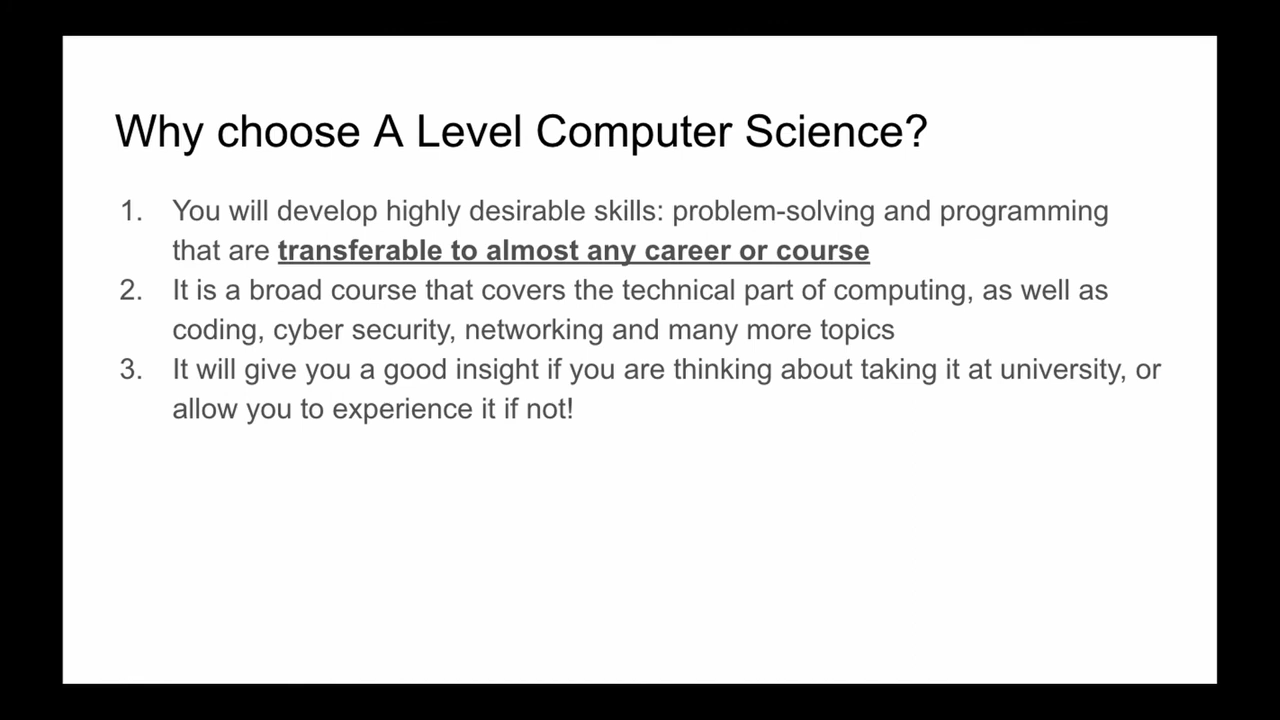 Why choose A Level Computer Science?
1. You will develop highly desirable skills: problem-solving and programming
that are transferable to almost any career or course
2. It is a broad course that covers the technical part of computing, as well as
coding, cyber security, networking and many more topics
3. It will give you a good insight if you are thinking about taking it at university, or
allow you to experience it if not!